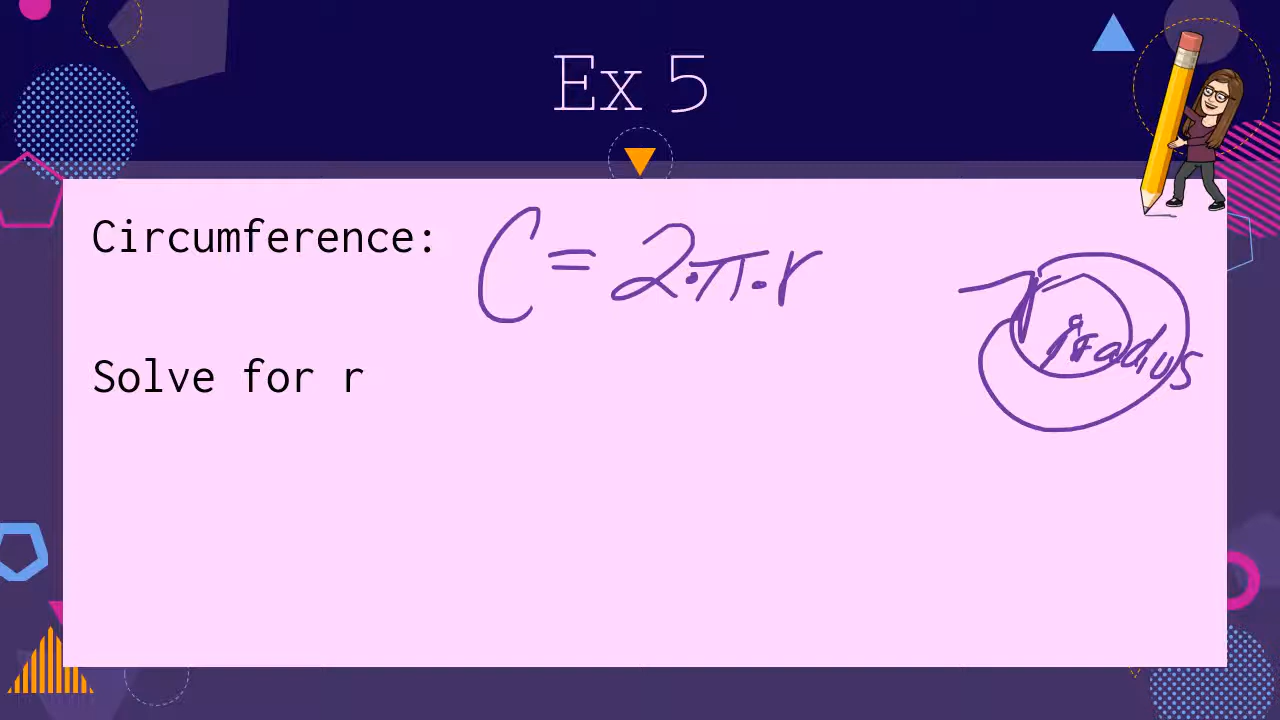 Ex 5
Circumference: C = 2·π·r
radius
Solve for r